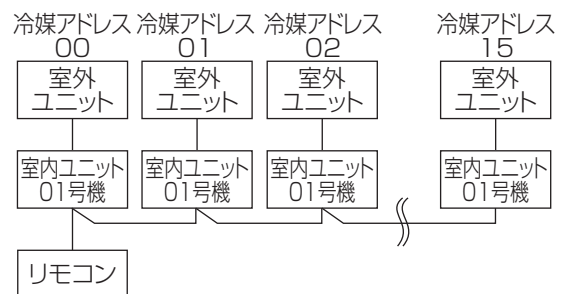 冷媒アドレス 冷媒アドレス 冷媒アドレス 冷媒アドレス
00 01 02 15
室外 室外 室外 室外
ユニット ユニット ユニット ユニット
室内ユニット 室内ユニット 室内ユニット 室内ユニット
01号機 01号機 01号機 01号機
リモコン